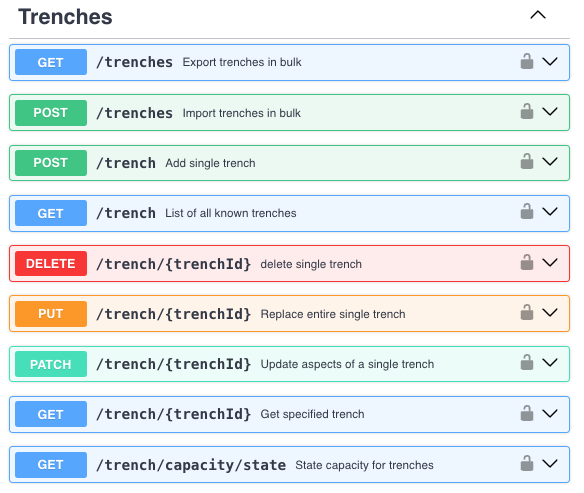 Trenches
GET /trenches Export trenches in bulk
POST /trenches Import trenches in bulk
POST /trench Add single trench
GET /trench List of all known trenches
DELETE /trench/{trenchId} delete single trench
PUT /trench/{trenchId} Replace entire single trench
PATCH /trench/{trenchId} Update aspects of a single trench
GET /trench/{trenchId} Get specified trench
GET /trench/capacity/state State capacity for trenches